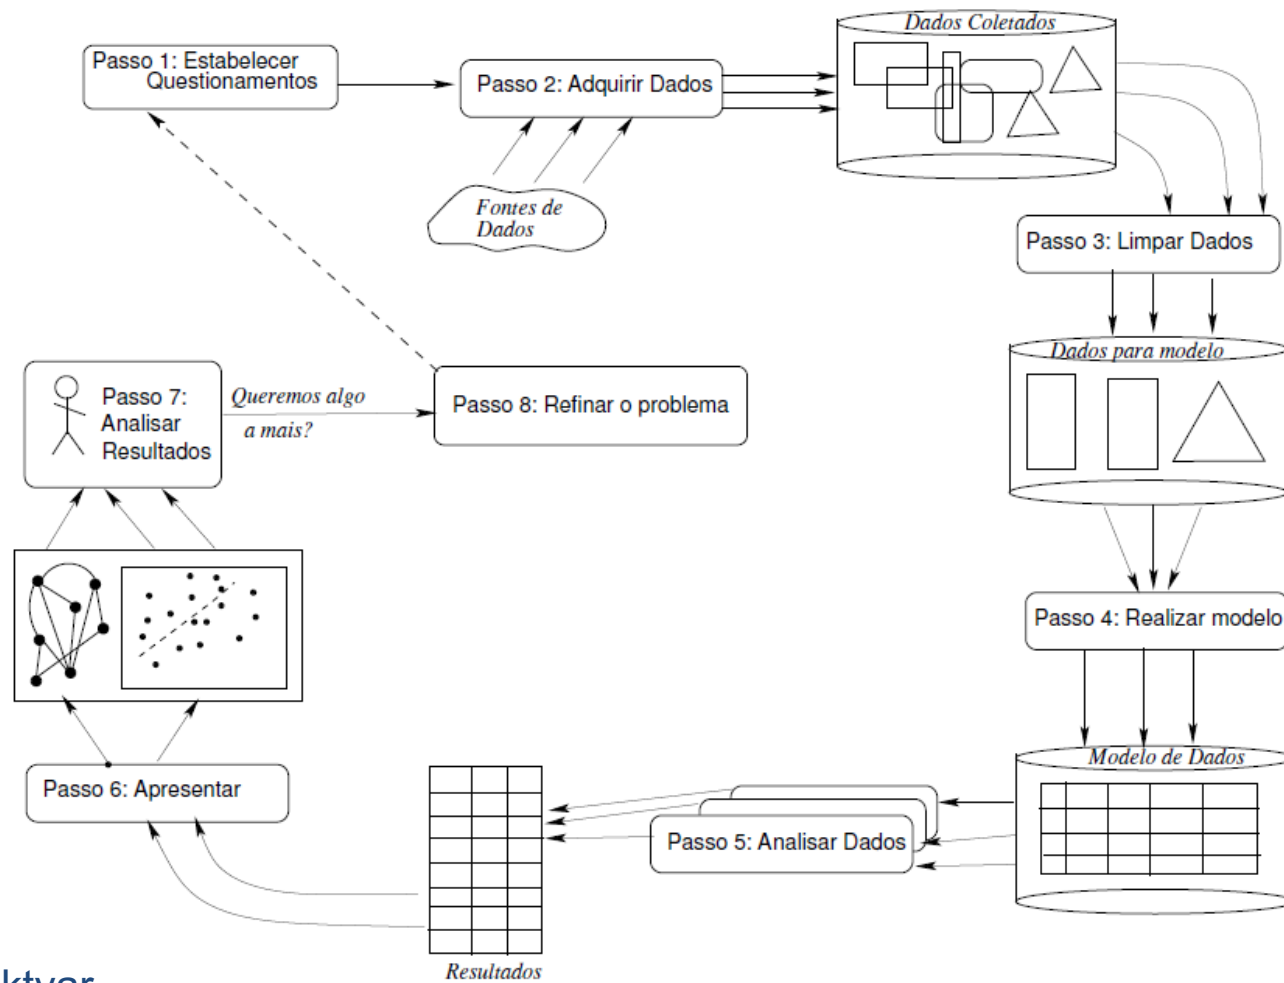 Passo 1: Estabelecer
Questionamentos
Passo 2: Adquirir Dados
Fontes de
Dados
Dados Coletados
Passo 3: Limpar Dados
Dados para modelo
Passo 4: Realizar modelo
Modelo de Dados
Passo 5: Analisar Dados
Resultados
Passo 6: Apresentar
Passo 7:
Analisar
Resultados
Queremos algo
a mais?
Passo 8: Refinar o problema